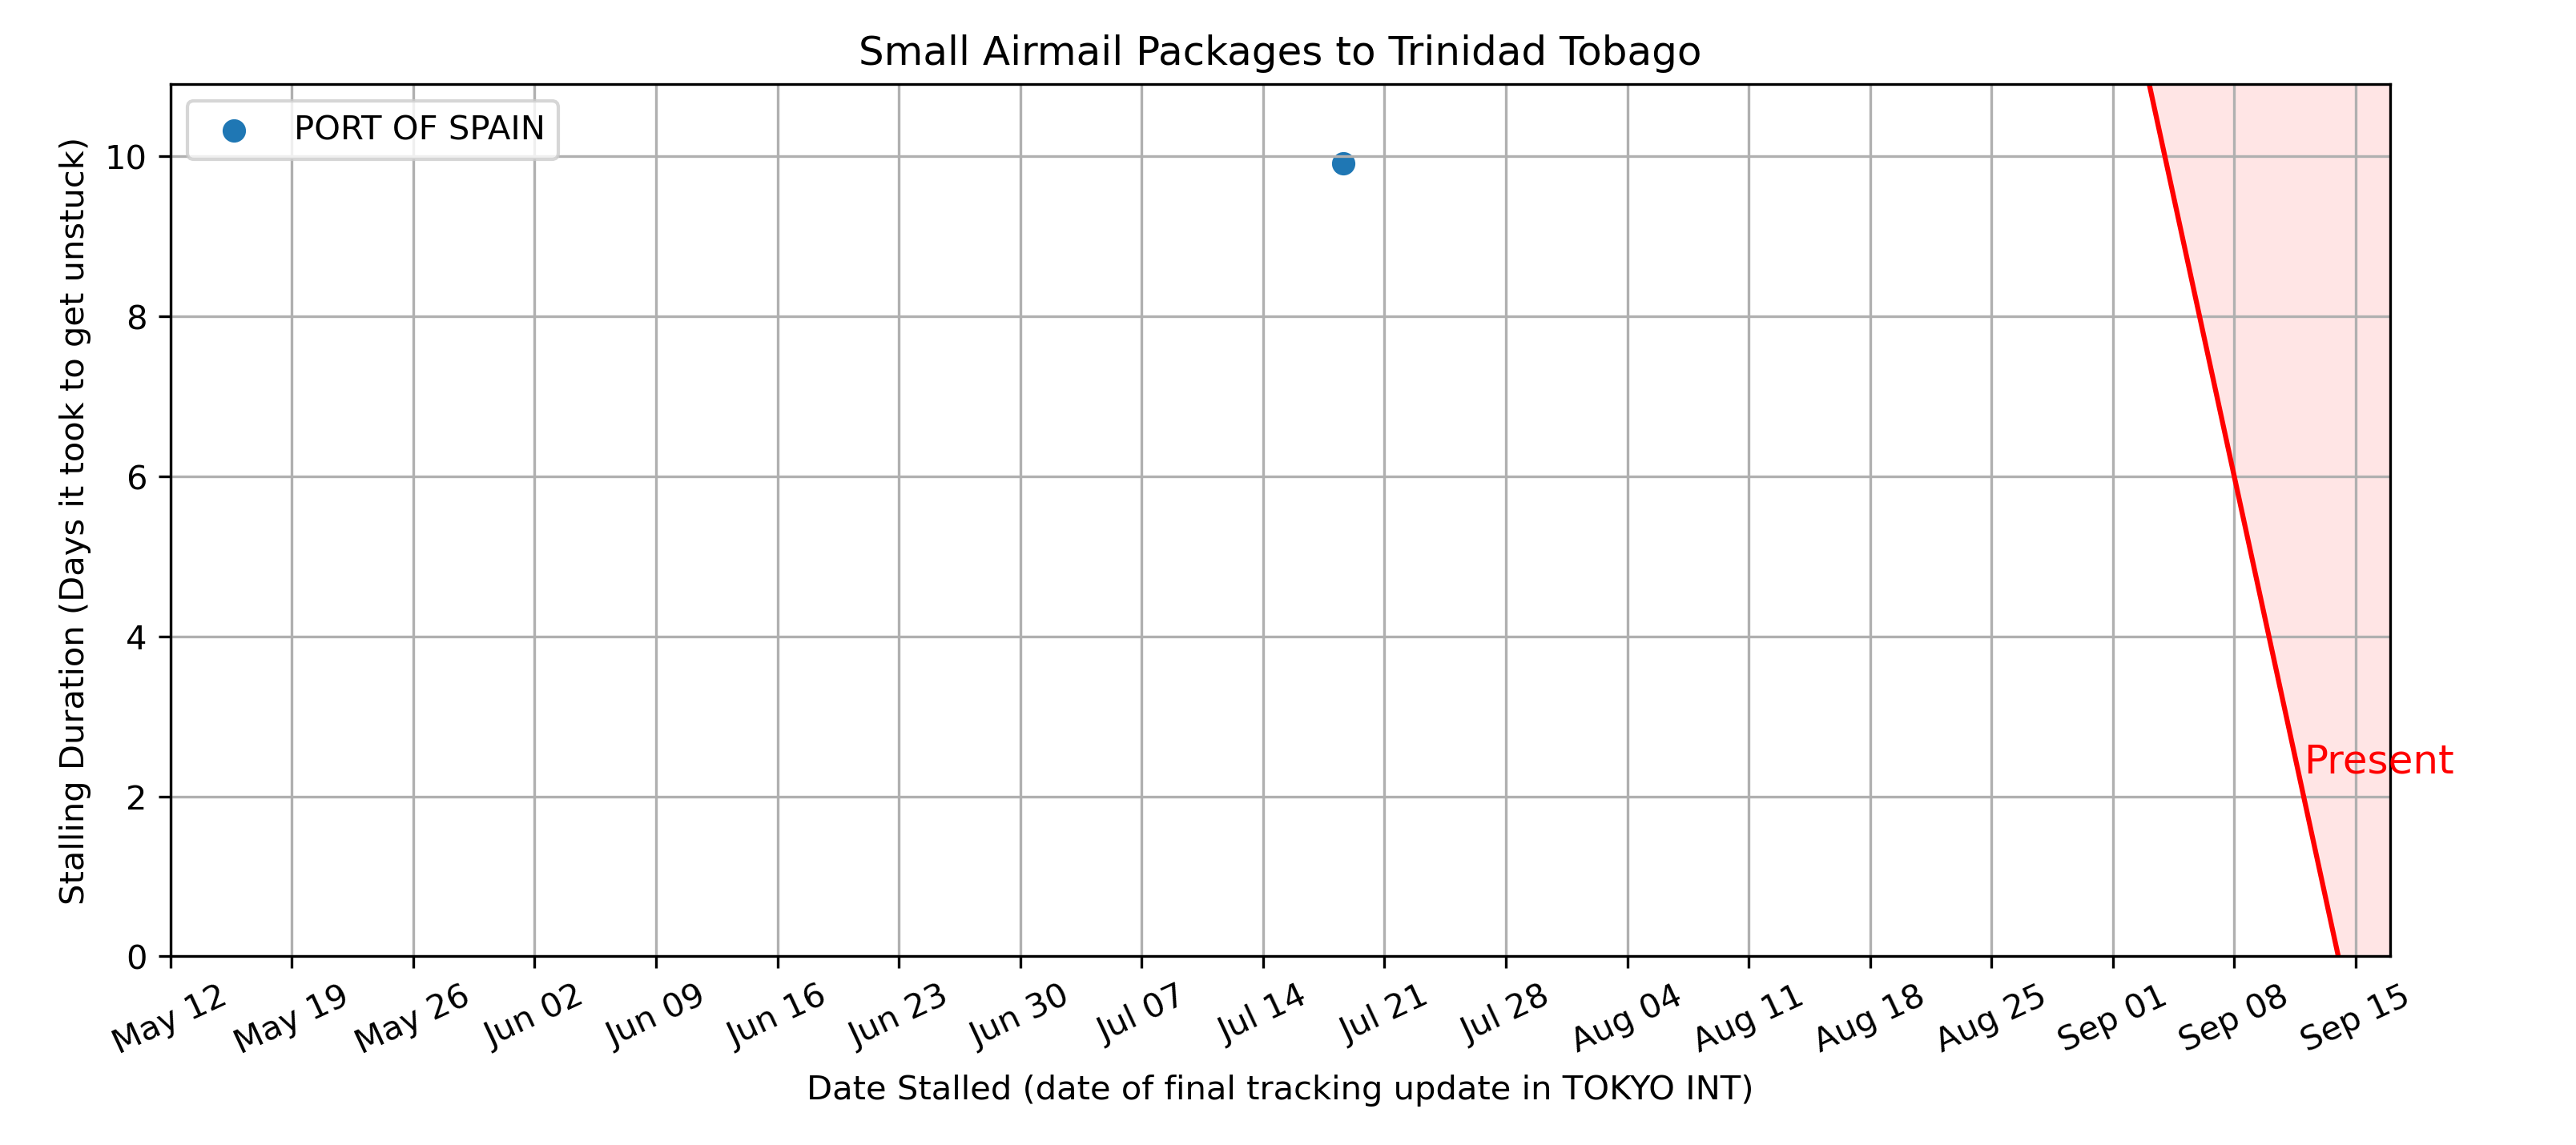 Small Airmail Packages to Trinidad Tobago
PORT OF SPAIN
Stalling Duration (Days it took to get unstuck)
10
8
6
4
2
0
Present
May 12
May 19
May 26
Jun 02
Jun 09
Jun 16
Jun 23
Jun 30
Jul 07
Jul 14
Jul 21
Jul 28
Aug 04
Aug 11
Aug 18
Aug 25
Sep 01
Sep 08
Sep 15
Date Stalled (date of final tracking update in TOKYO INT)